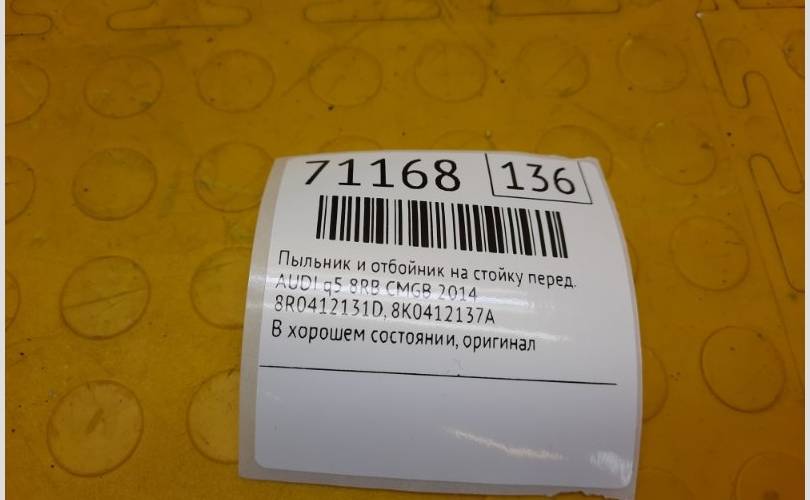 71168 136
Пыльник и отбойник на стойку перед.
AUDI q5 8RB CMGB 2014
8R0412131D, 8K0412137A
В хорошем состоянии, оригинал